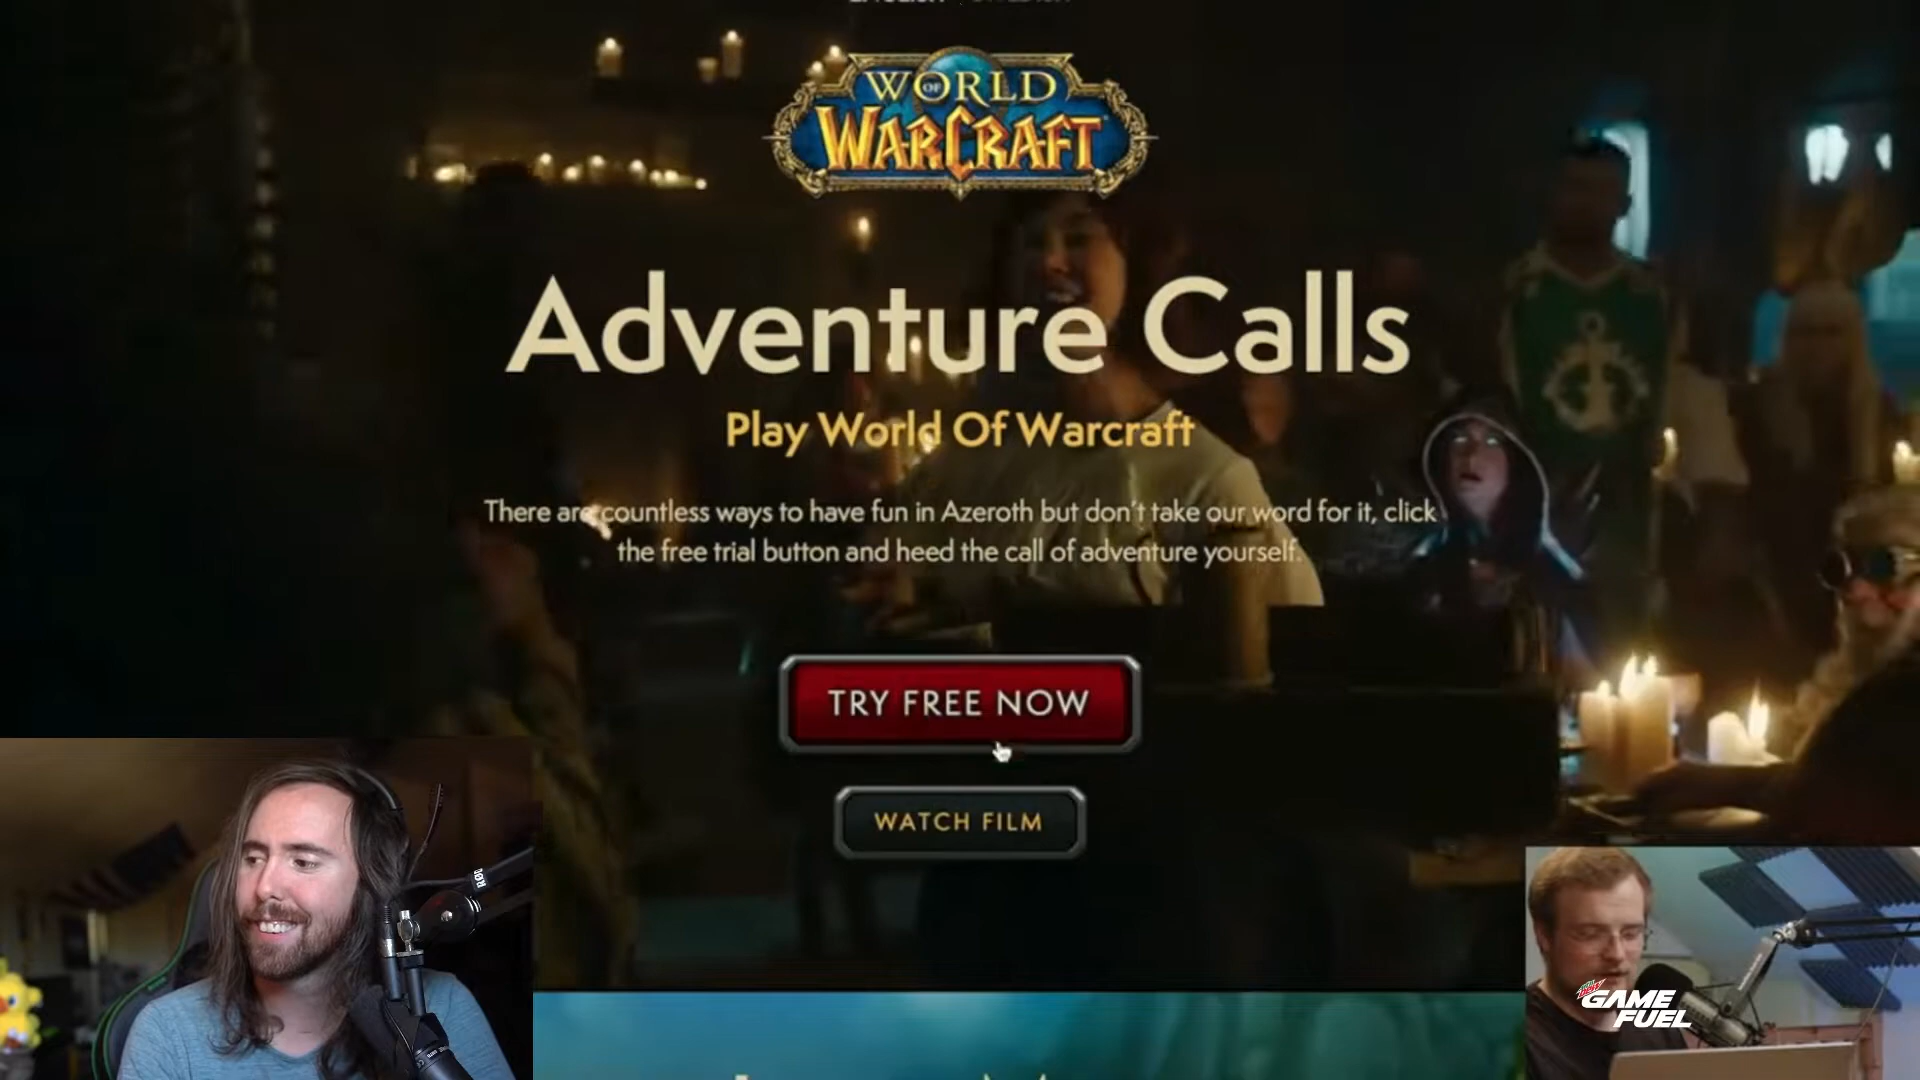 WORLD OF
WARCRAFT
Adventure Calls
Play World Of Warcraft
There are countless ways to have fun in Azeroth but don't take our word for it, click
the free trial button and heed the call of adventure yourself.
TRY FREE NOW
WATCH FILM
RØDE
GAME
FUEL